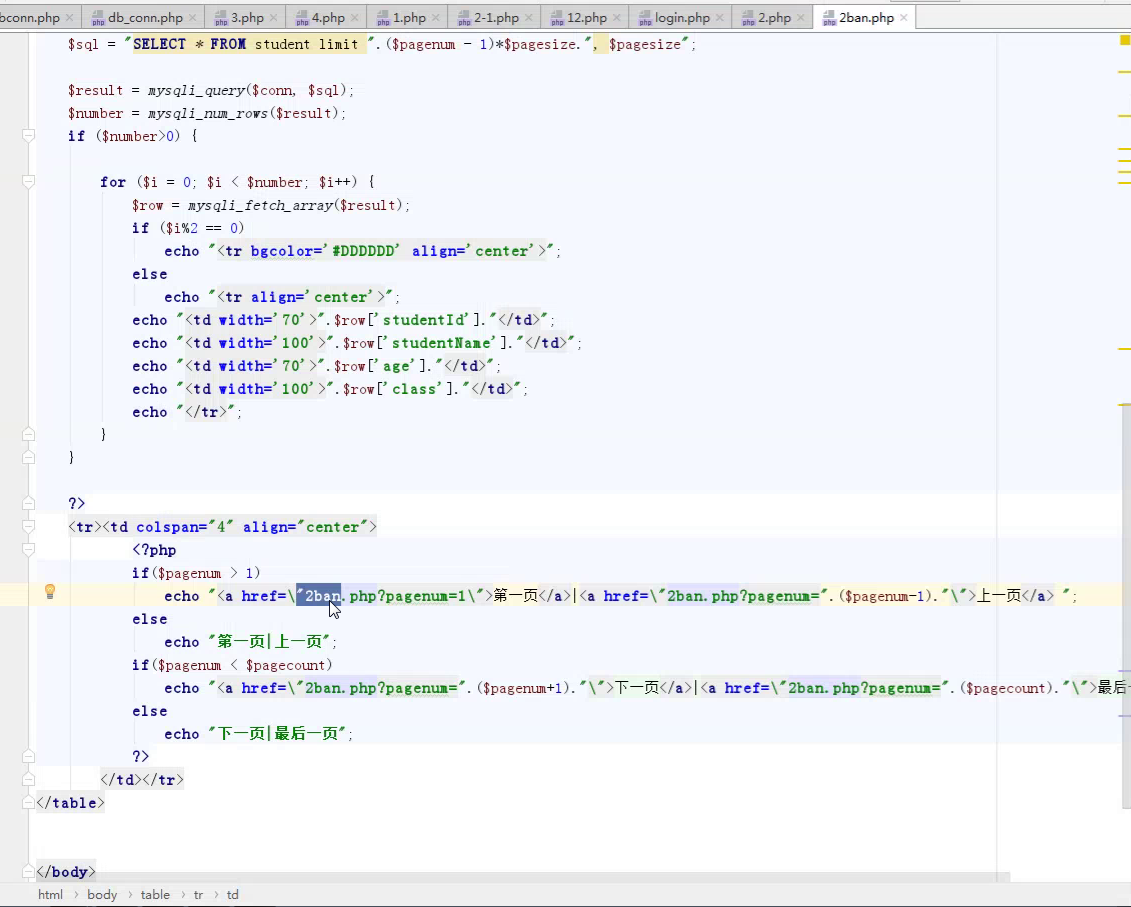 bconn.php db_conn.php 3.php 4.php 1.php 2-1.php 12.php login.php 2.php 2ban.php
$sql = "SELECT * FROM student limit ".($pagenum - 1)*$pagesize.", $pagesize";
$result = mysqli_query($conn, $sql);
$number = mysqli_num_rows($result);
if ($number>0) {
for ($i = 0; $i < $number; $i++) {
$row = mysqli_fetch_array($result);
if ($i%2 == 0)
echo "<tr bgcolor='#DDDDDD' align='center'>";
else
echo "<tr align='center'>";
echo "<td width='70'>".$row['studentId']."</td>";
echo "<td width='100'>".$row['studentName']."</td>";
echo "<td width='70'>".$row['age']."</td>";
echo "<td width='100'>".$row['class']."</td>";
echo "</tr>";
}
}
?>
<tr><td colspan="4" align="center">
<?php
if($pagenum > 1)
echo "<a href=\"2ban.php?pagenum=1\">第一页</a>|<a href=\"2ban.php?pagenum=".($pagenum-1)."\">上一页</a> ";
else
echo "第一页|上一页";
if($pagenum < $pagecount)
echo "<a href=\"2ban.php?pagenum=".($pagenum+1)."\">下一页</a>|<a href=\"2ban.php?pagenum=".($pagecount)."\">最后
else
echo "下一页|最后一页";
?>
</td></tr>
</table>
</body>
html › body › table › tr › td